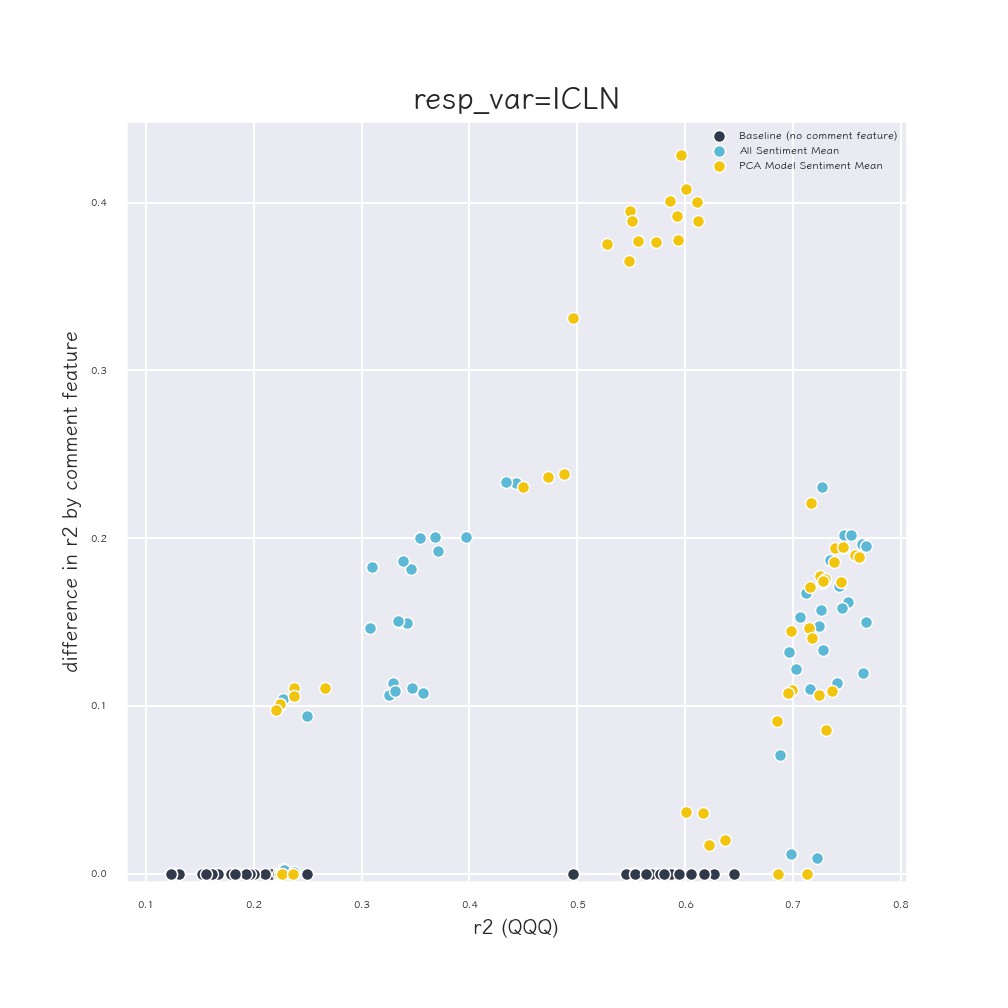 resp_var=ICLN
Baseline (no comment feature)
All Sentiment Mean
PCA Model Sentiment Mean
difference in r2 by comment feature
0.4
0.3
0.2
0.1
0.0
0.1 0.2 0.3 0.4 0.5 0.6 0.7 0.8
r2 (QQQ)